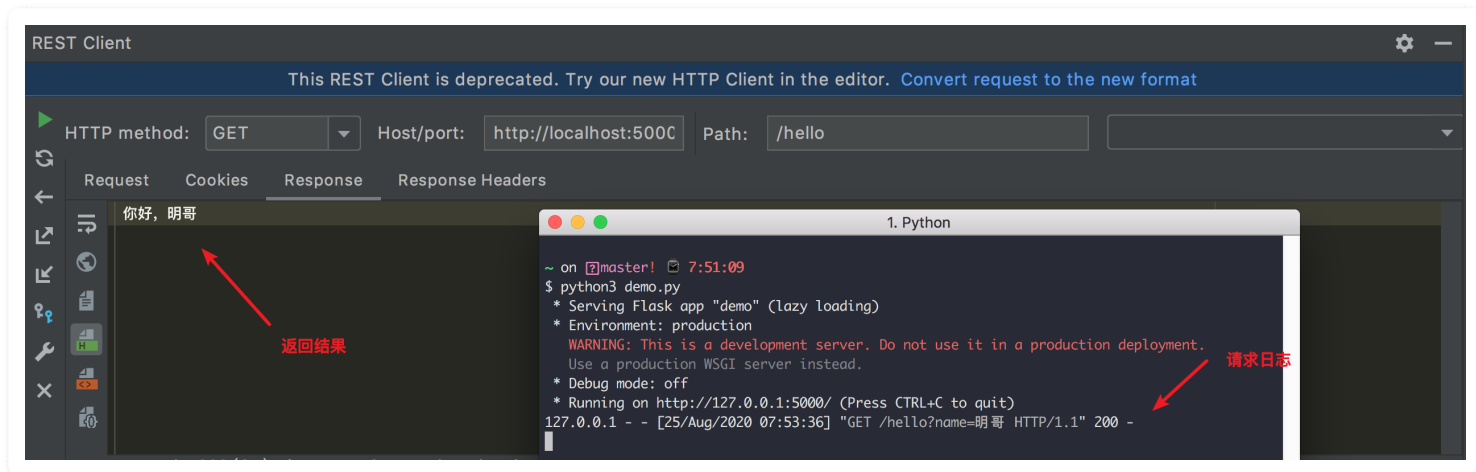 REST Client
This REST Client is deprecated. Try our new HTTP Client in the editor. Convert request to the new format
HTTP method: GET Host/port: http://localhost:5000 Path: /hello
Request Cookies Response Response Headers
你好，明哥
返回结果
1. Python
~ on master! 7:51:09
$ python3 demo.py
* Serving Flask app "demo" (lazy loading)
* Environment: production
WARNING: This is a development server. Do not use it in a production deployment.
Use a production WSGI server instead.
* Debug mode: off
* Running on http://127.0.0.1:5000/ (Press CTRL+C to quit)
127.0.0.1 - - [25/Aug/2020 07:53:36] "GET /hello?name=明哥 HTTP/1.1" 200 -
请求日志